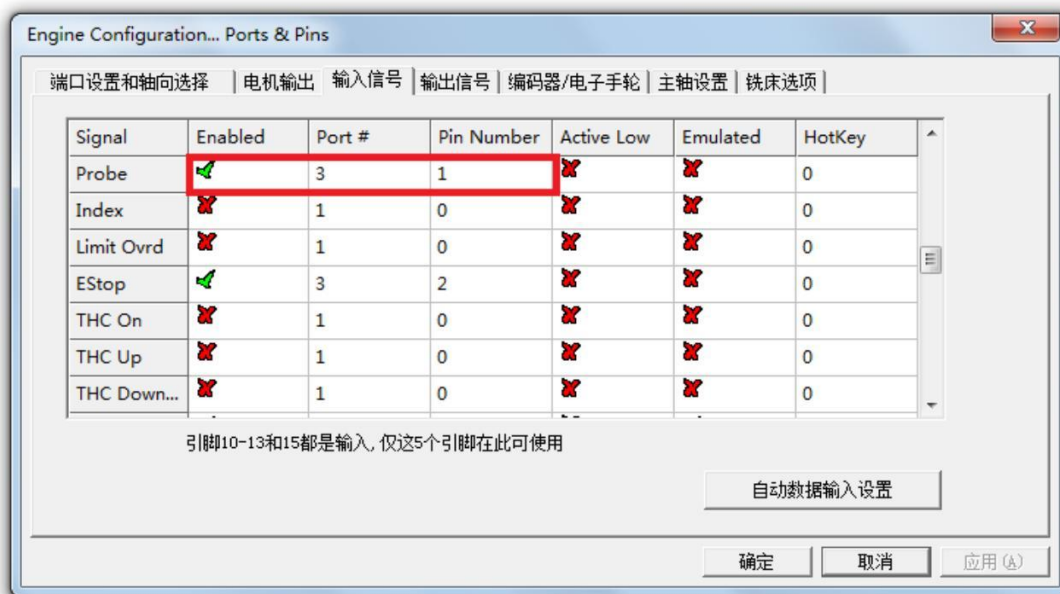 Engine Configuration... Ports & Pins
端口设置和轴向选择 电机输出 输入信号 输出信号 编码器/电子手轮 主轴设置 铣床选项
Signal Enabled Port # Pin Number Active Low Emulated HotKey
Probe 3 1 0
Index 1 0 0
Limit Ovrd 1 0 0
EStop 3 2 0
THC On 1 0 0
THC Up 1 0 0
THC Down... 1 0 0
引脚10-13和15都是输入,仅这5个引脚在此可使用
自动数据输入设置
确定 取消 应用(A)